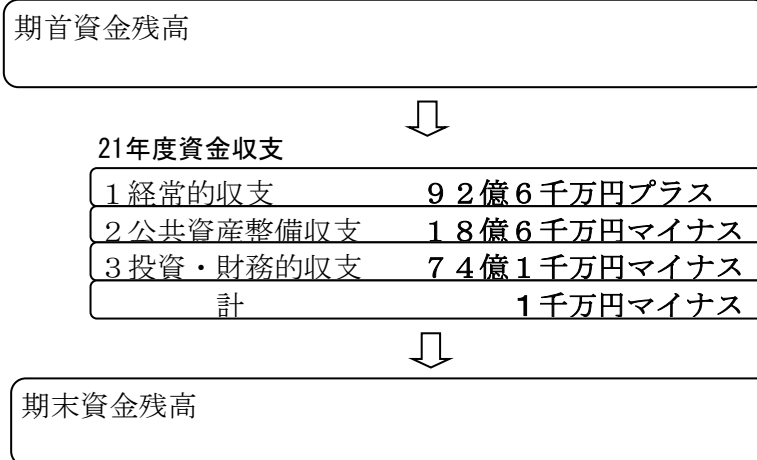 期首資金残高
21年度資金収支
１経常的収支　９２億６千万円プラス
２公共資産整備収支　１８億６千万円マイナス
３投資・財務的収支　７４億１千万円マイナス
計　１千万円マイナス
期末資金残高